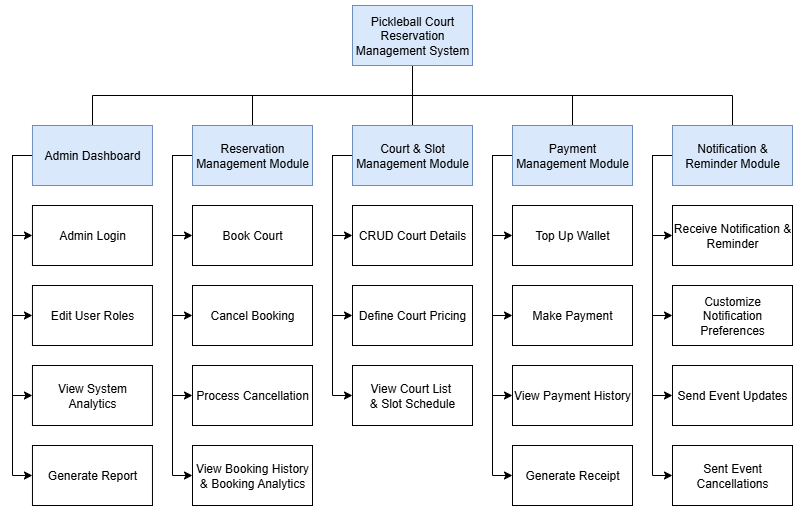 Pickleball Court
Reservation
Management System
Admin Dashboard
Reservation
Management Module
Court & Slot
Management Module
Payment
Management Module
Notification &
Reminder Module
Admin Login
Book Court
CRUD Court Details
Top Up Wallet
Receive Notification &
Reminder
Edit User Roles
Cancel Booking
Define Court Pricing
Make Payment
Customize
Notification
Preferences
View System
Analytics
Process Cancellation
View Court List
& Slot Schedule
View Payment History
Send Event Updates
Generate Report
View Booking History
& Booking Analytics
Generate Receipt
Sent Event
Cancellations